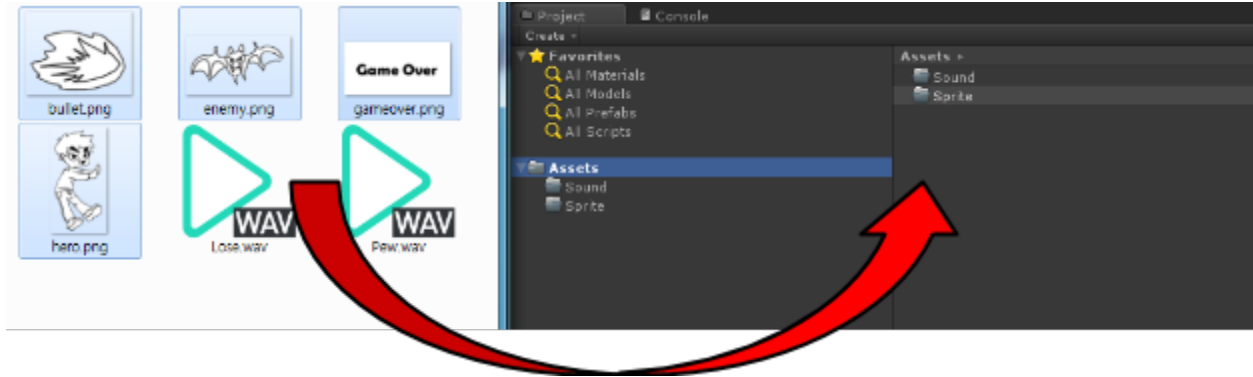 Game Over
bullet.png
enemy.png
gameover.png
WAV
WAV
hero.png
Lose.wav
Pew.wav
Project
Console
Create
Favorites
All Materials
All Models
All Prefabs
All Scripts
Assets
Sound
Sprite
Assets
Sound
Sprite